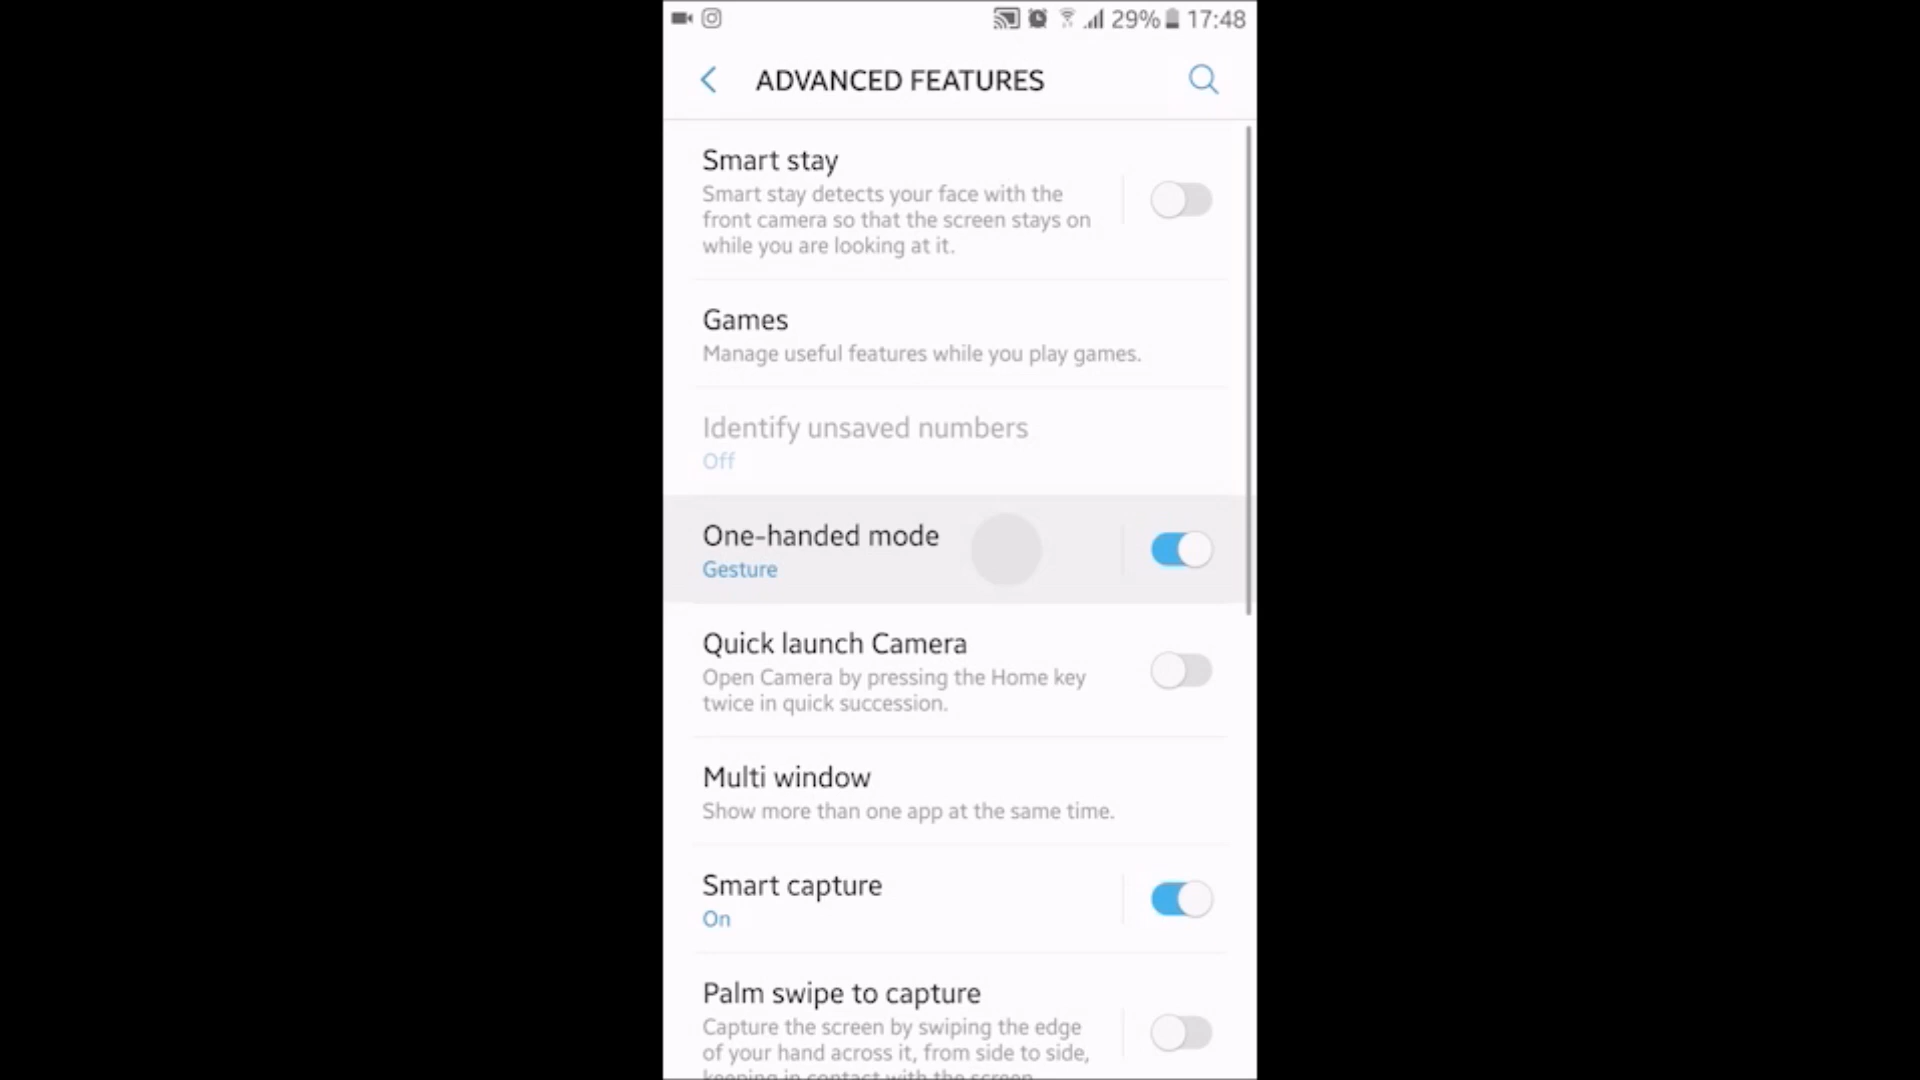 29% 17:48
ADVANCED FEATURES
Smart stay
Smart stay detects your face with the
front camera so that the screen stays on
while you are looking at it.
Games
Manage useful features while you play games.
Identify unsaved numbers
Off
One-handed mode
Gesture
Quick launch Camera
Open Camera by pressing the Home key
twice in quick succession.
Multi window
Show more than one app at the same time.
Smart capture
On
Palm swipe to capture
Capture the screen by swiping the edge
of your hand across it, from side to side,
keeping in contact with the screen.